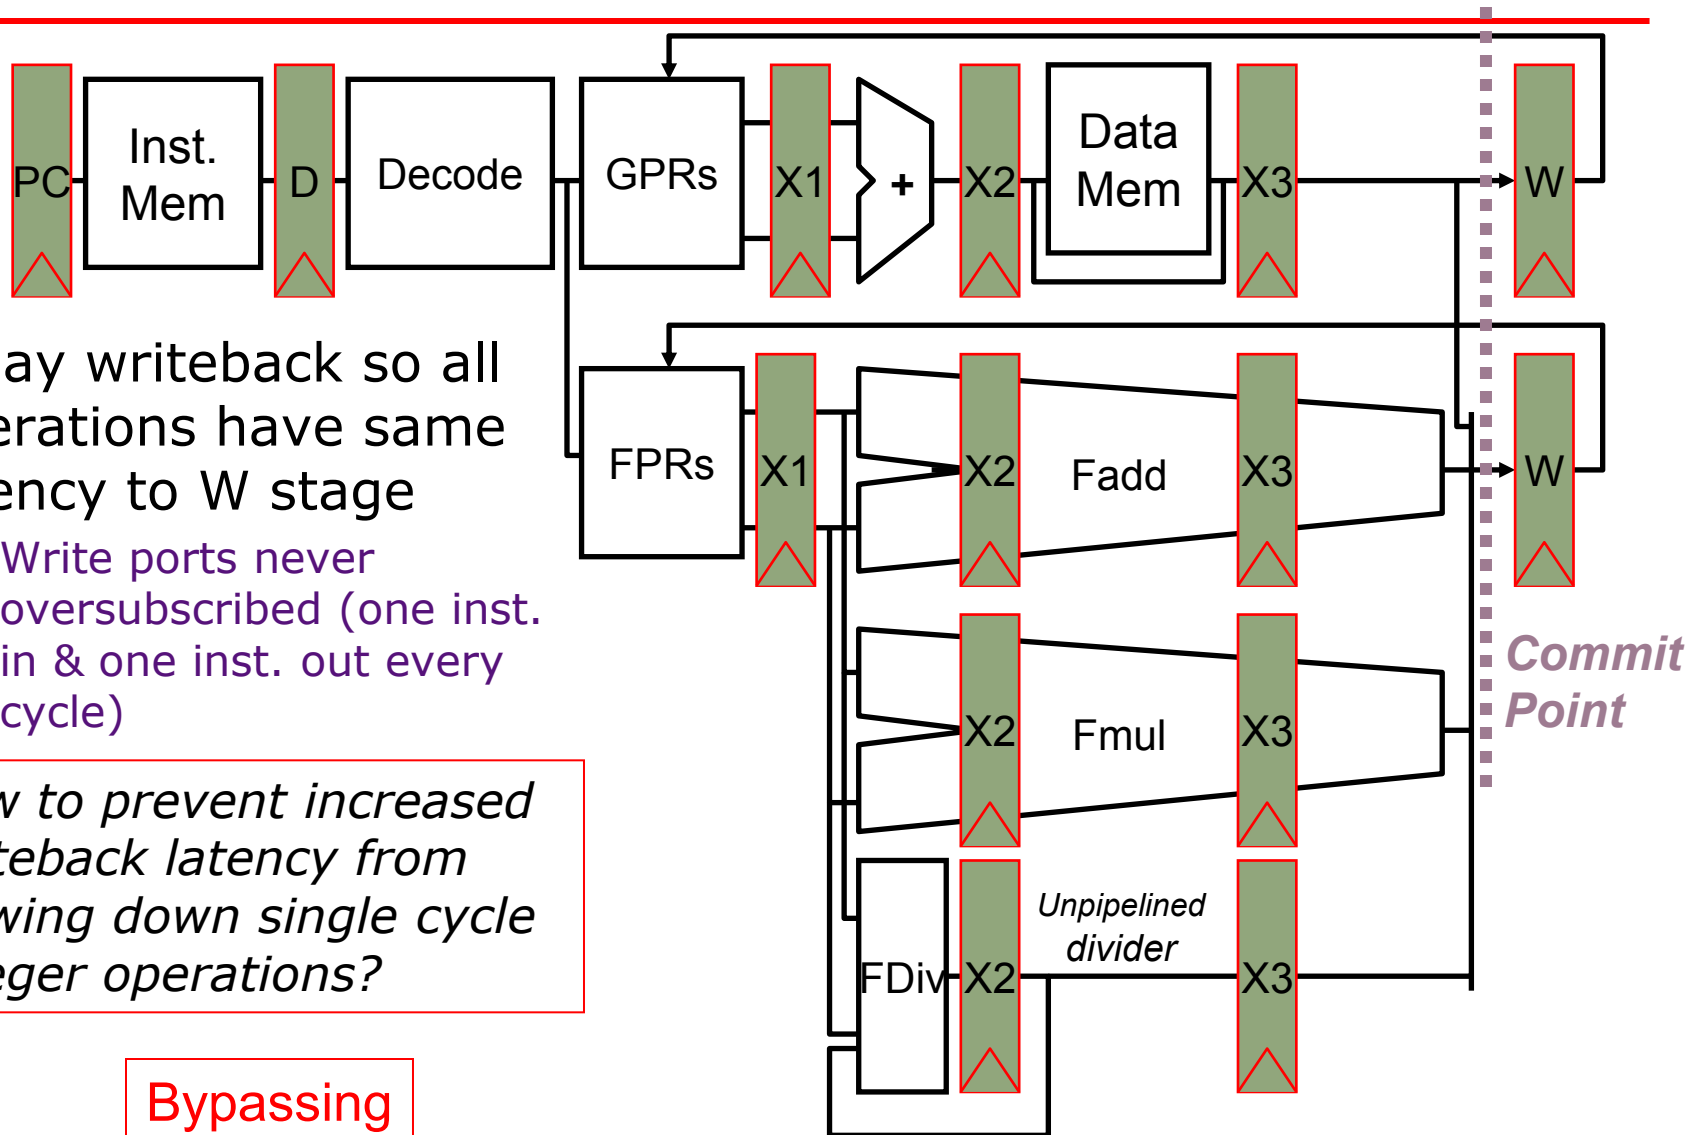 PC
Inst.
Mem
D
Decode
GPRs
X1
+
X2
Data
Mem
X3
W
ay writeback so all
erations have same
ency to W stage
Write ports never
oversubscribed (one inst.
in & one inst. out every
cycle)
FPRs
X1
X2
Fadd
X3
W
X2
Fmul
X3
Commit
Point
w to prevent increased
iteback latency from
wing down single cycle
eger operations?
FDiv
X2
Unpipelined
divider
X3
Bypassing